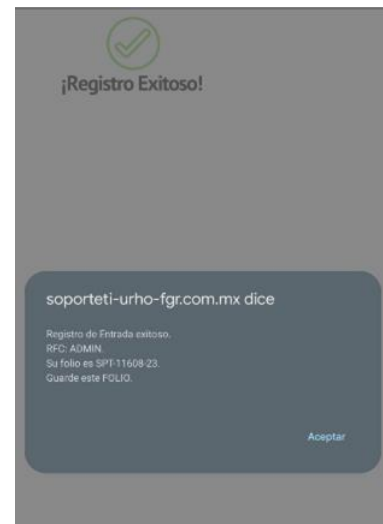 ¡Registro Exitoso!
soporteti-urho-fgr.com.mx dice
Registro de Entrada exitoso.
RFC: ADMIN.
Su folio es SPT-11608-23.
Guarde este FOLIO.
Aceptar